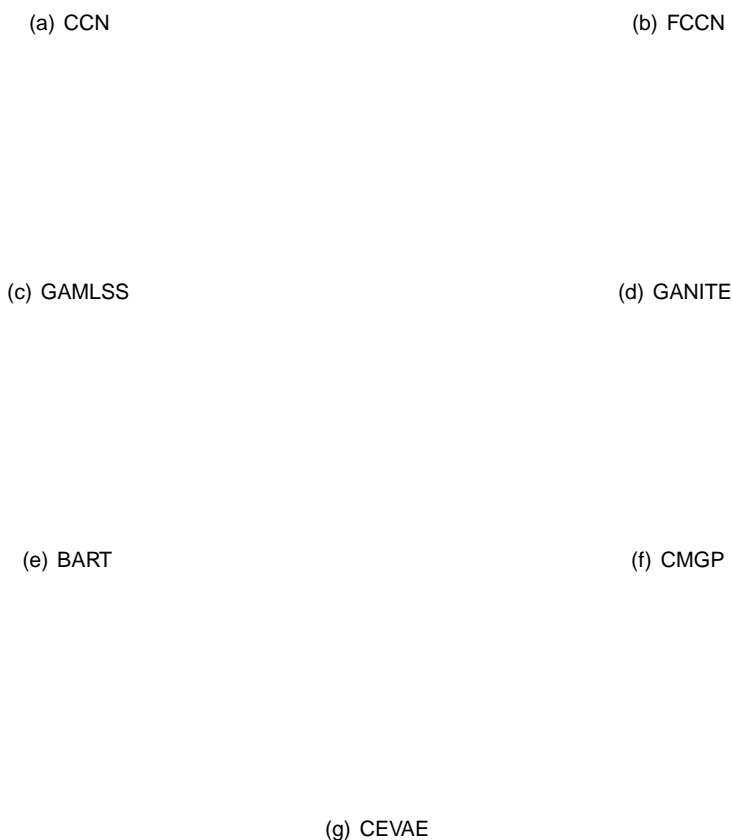 (a) CCN
(b) FCCN
(c) GAMLSS
(d) GANITE
(e) BART
(f) CMGP
(g) CEVAE